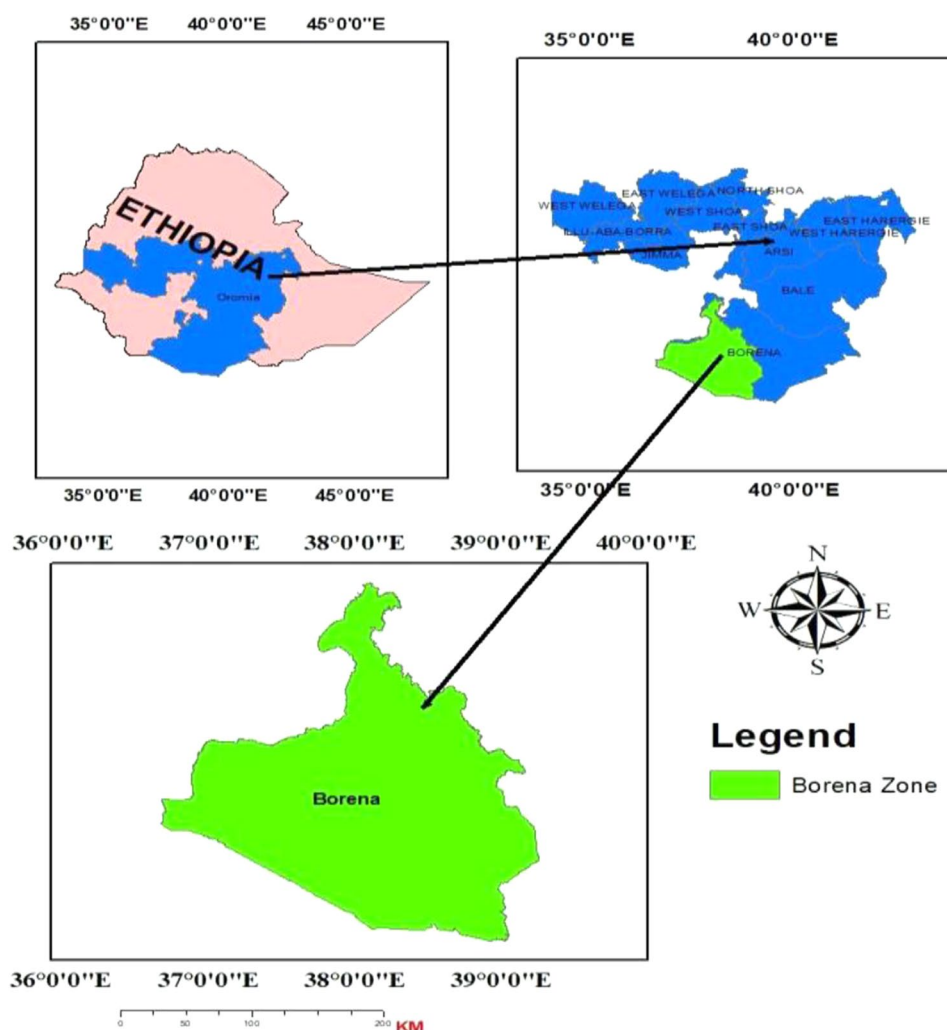 35°0'0"E 40°0'0"E 45°0'0"E
ETHIOPIA
Oromia
35°0'0"E 40°0'0"E 45°0'0"E
35°0'0"E 40°0'0"E
EAST WELEGA NORTH SHOA
WEST WELEGA WEST SHOA EAST HARERGIE
ILLU-ABA-BORRA EAST SHOA WEST HARERGIE
JIMMA ARSI
BALE
BORENA
35°0'0"E 40°0'0"E
36°0'0"E 37°0'0"E 38°0'0"E 39°0'0"E 40°0'0"E
Borena
36°0'0"E 37°0'0"E 38°0'0"E 39°0'0"E
N
W E
S
Legend
Borena Zone
0 50 100 200 KM